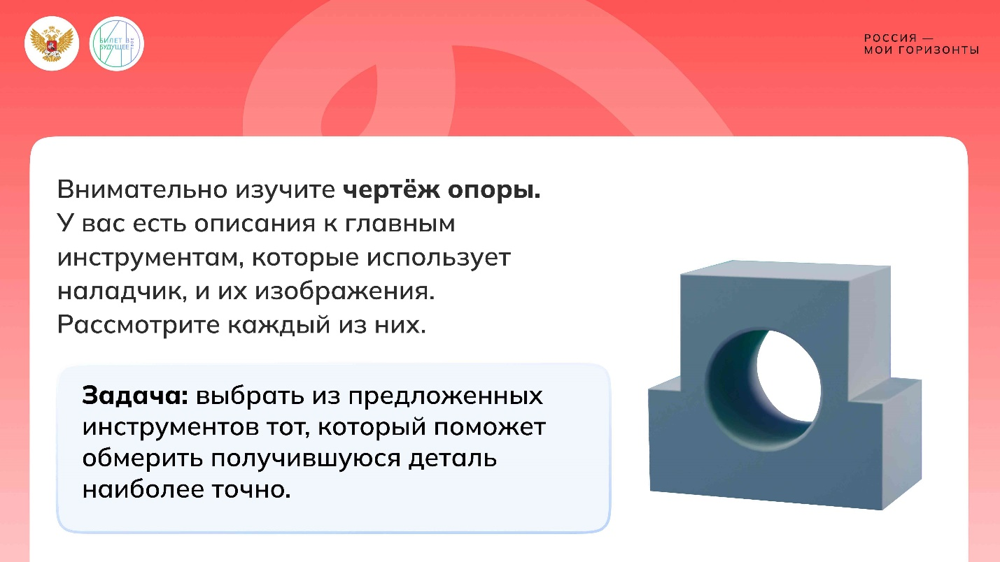 БИЛЕТ В
БУДУЩЕЕ
ТВОЁ
РОССИЯ —
МОИ ГОРИЗОНТЫ
Внимательно изучите чертёж опоры.
У вас есть описания к главным
инструментам, которые использует
наладчик, и их изображения.
Рассмотрите каждый из них.
Задача: выбрать из предложенных
инструментов тот, который поможет
обмерить получившуюся деталь
наиболее точно.